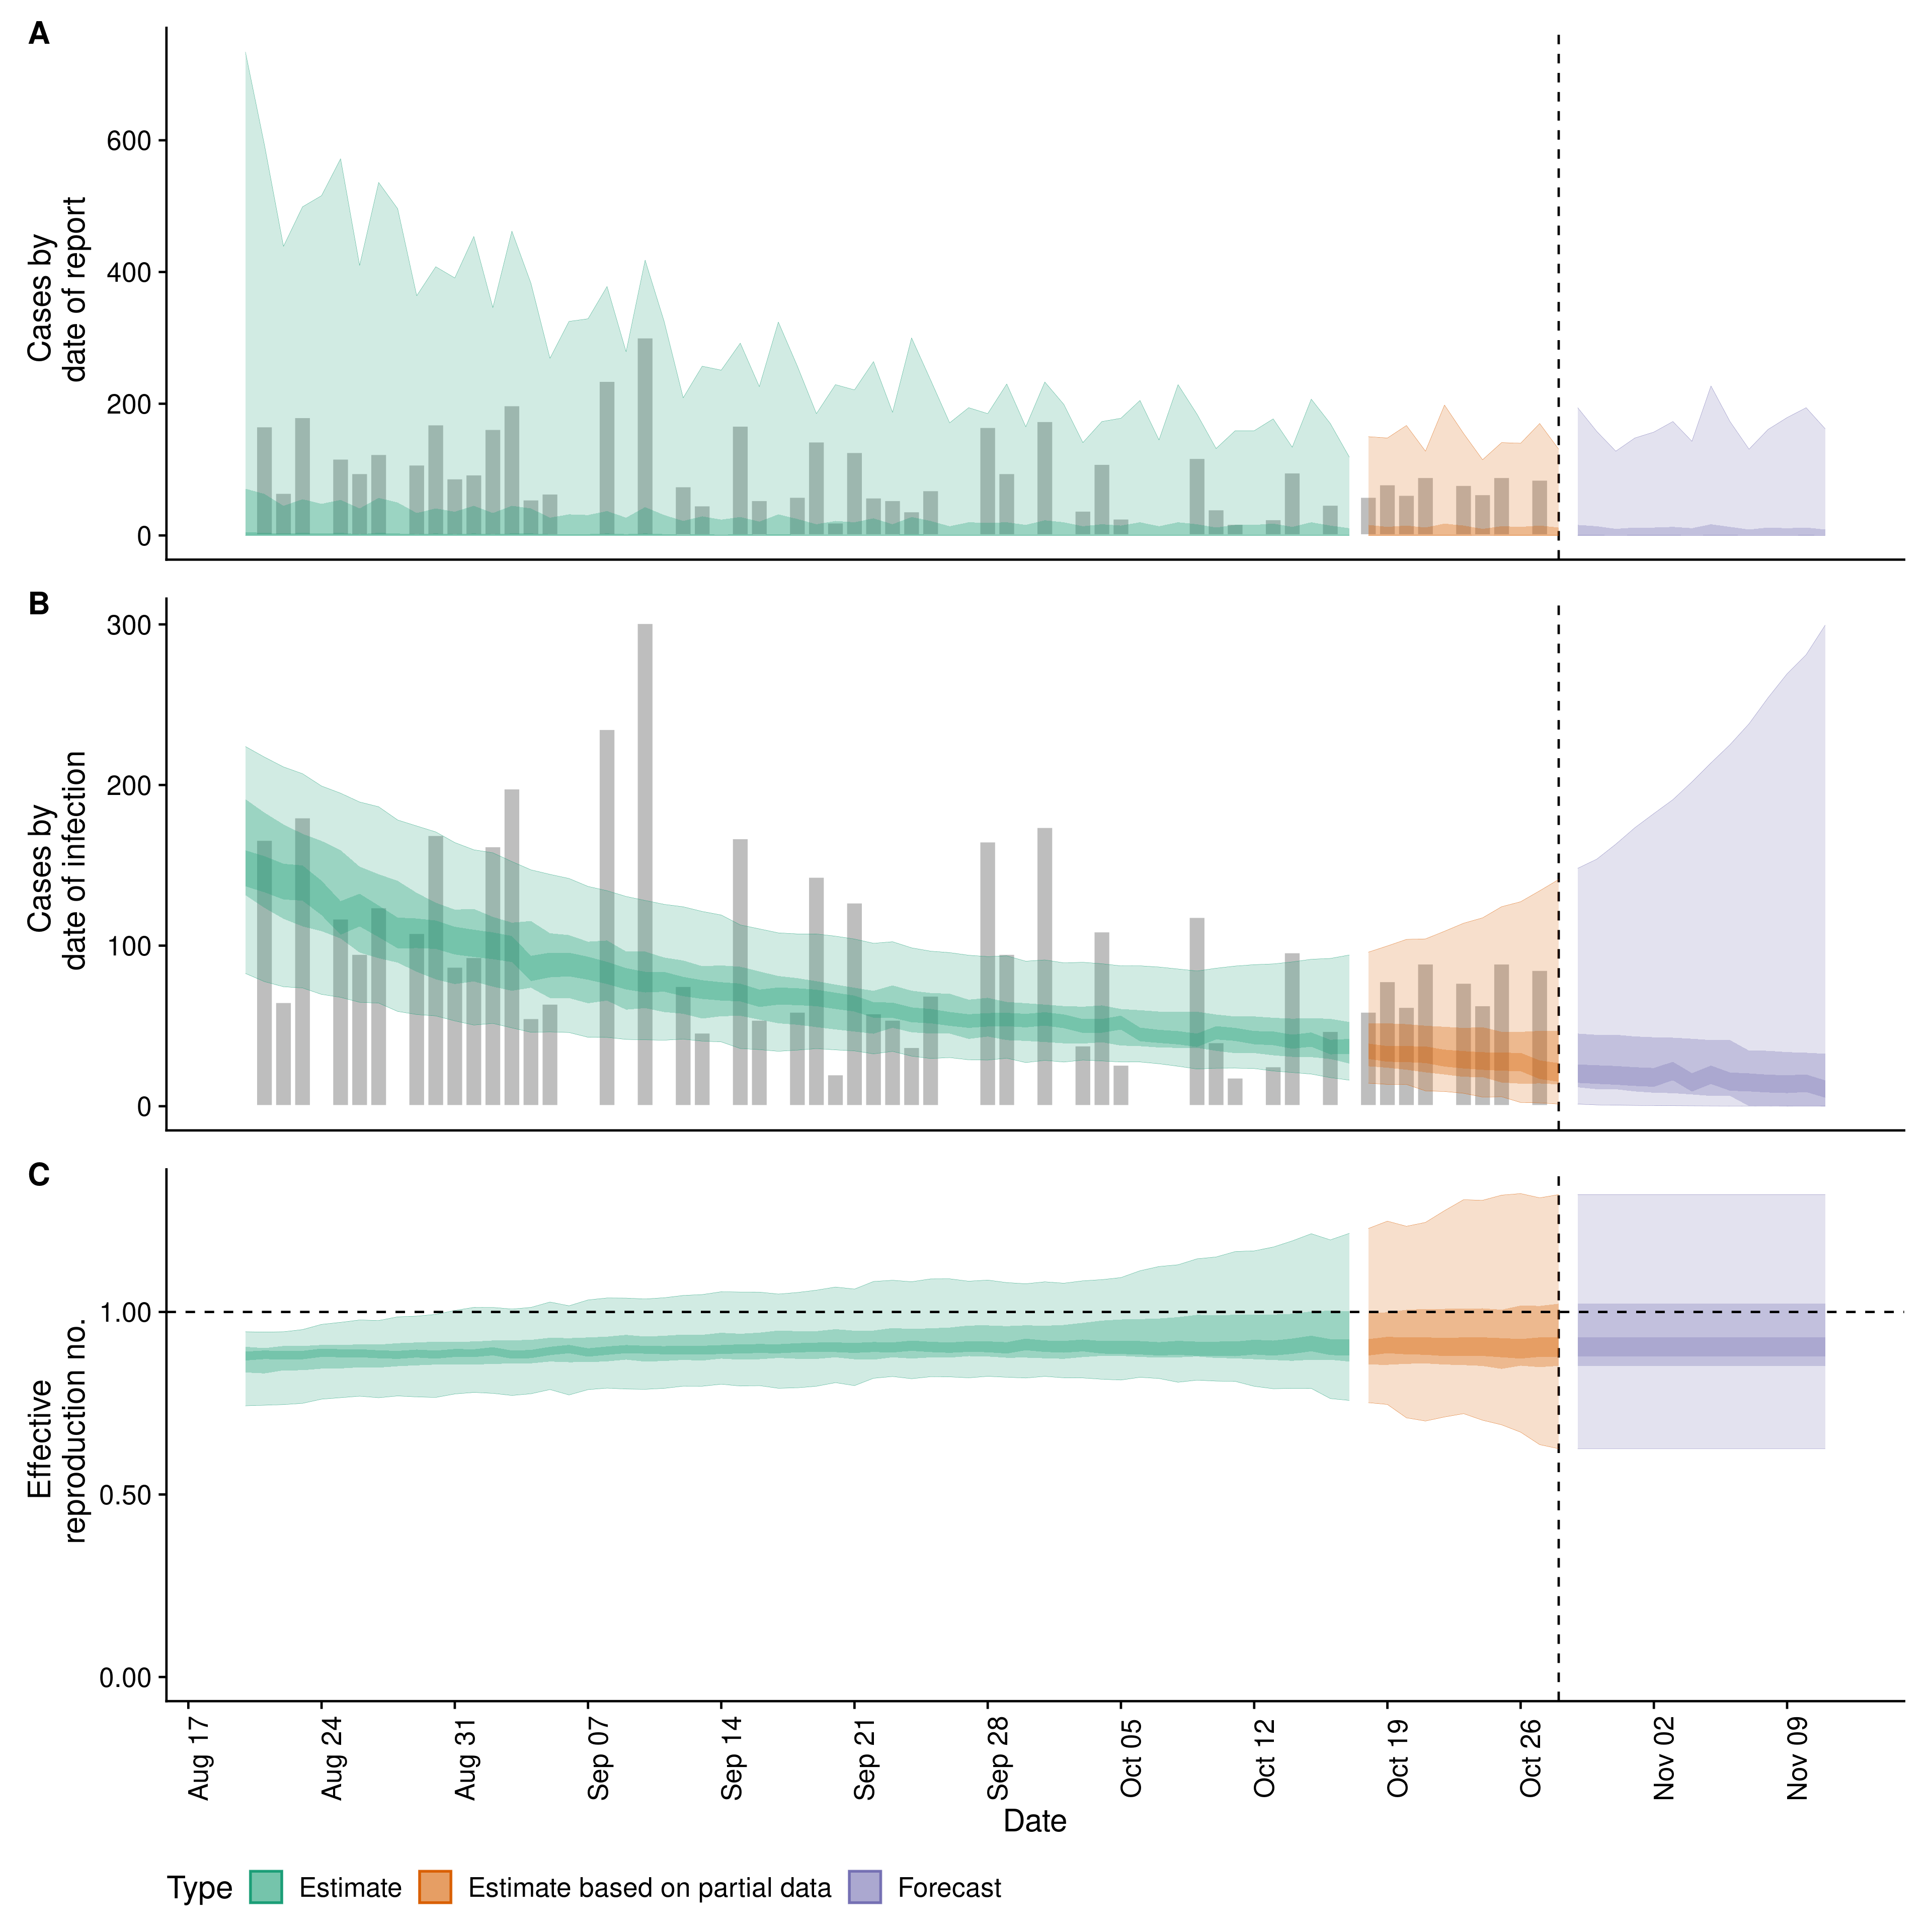 A
Cases by
date of report
600
400
200
0
B
Cases by
date of infection
300
200
100
0
C
Effective
reproduction no.
1.00
0.50
0.00
Aug 17
Aug 24
Aug 31
Sep 07
Sep 14
Sep 21
Sep 28
Oct 05
Oct 12
Oct 19
Oct 26
Nov 02
Nov 09
Date
Type Estimate Estimate based on partial data Forecast